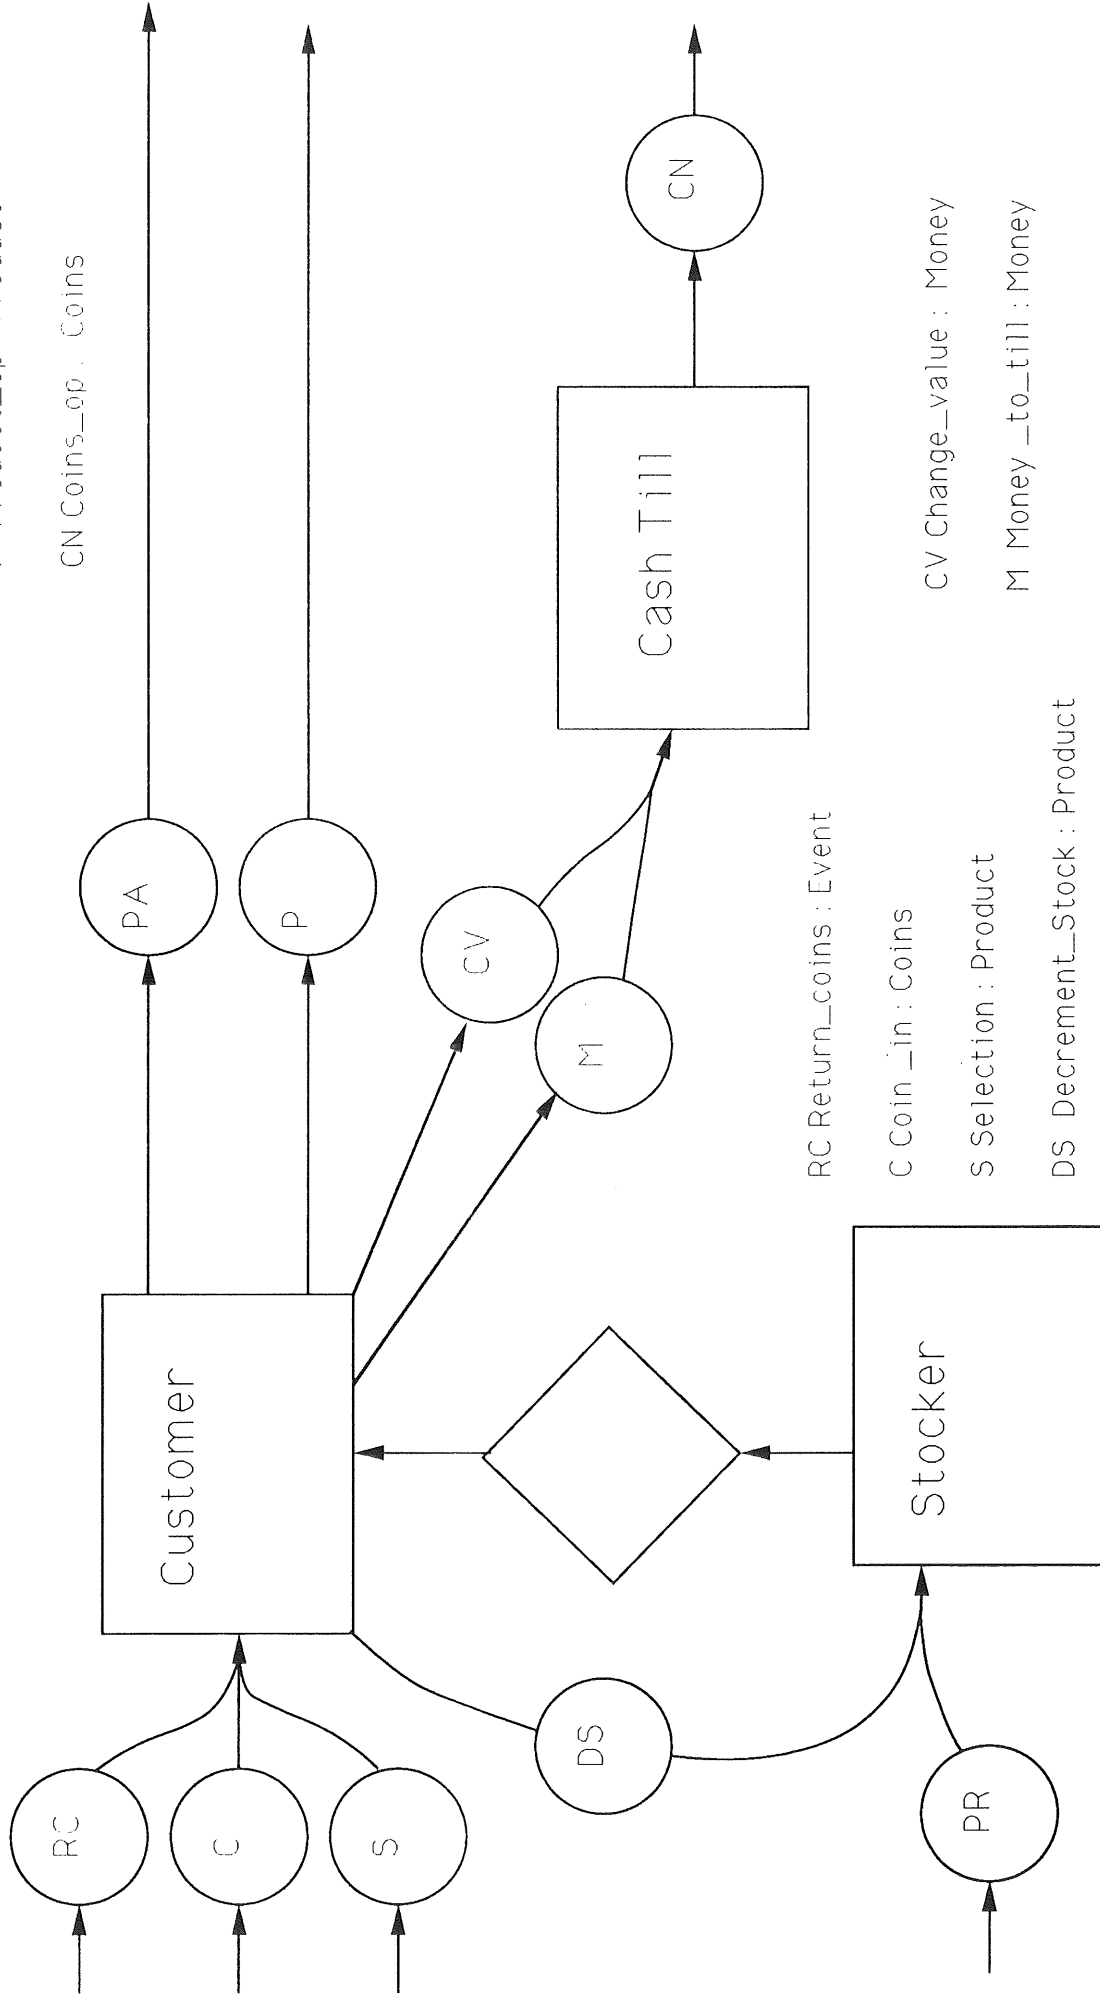 CN Coins_op . Coins
PA
P
RC
C
S
Customer
CV
M
DS
Cash Till
CN
Stocker
PR
RC Return_coins : Event
C Coin _in : Coins
S Selection : Product
DS Decrement_Stock : Product
CV Change_value : Money
M Money _to_till : Money